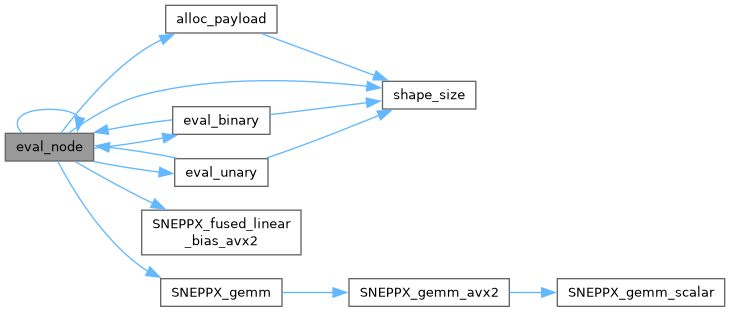 alloc_payload
shape_size
eval_binary
eval_node
eval_unary
SNEPPX_fused_linear
_bias_avx2
SNEPPX_gemm
SNEPPX_gemm_avx2
SNEPPX_gemm_scalar